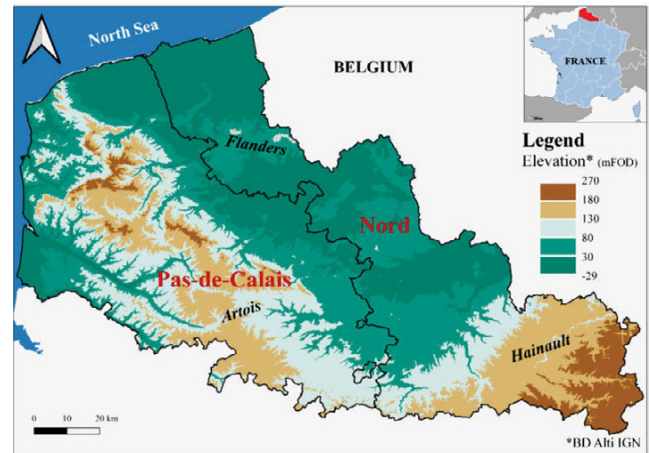 North Sea
BELGIUM
FRANCE
Flanders
Legend
Elevation* (mFOD)
270
180
130
80
30
-29
Nord
Pas-de-Calais
Artois
Hainault
0 10 20 km
*BD Alti IGN